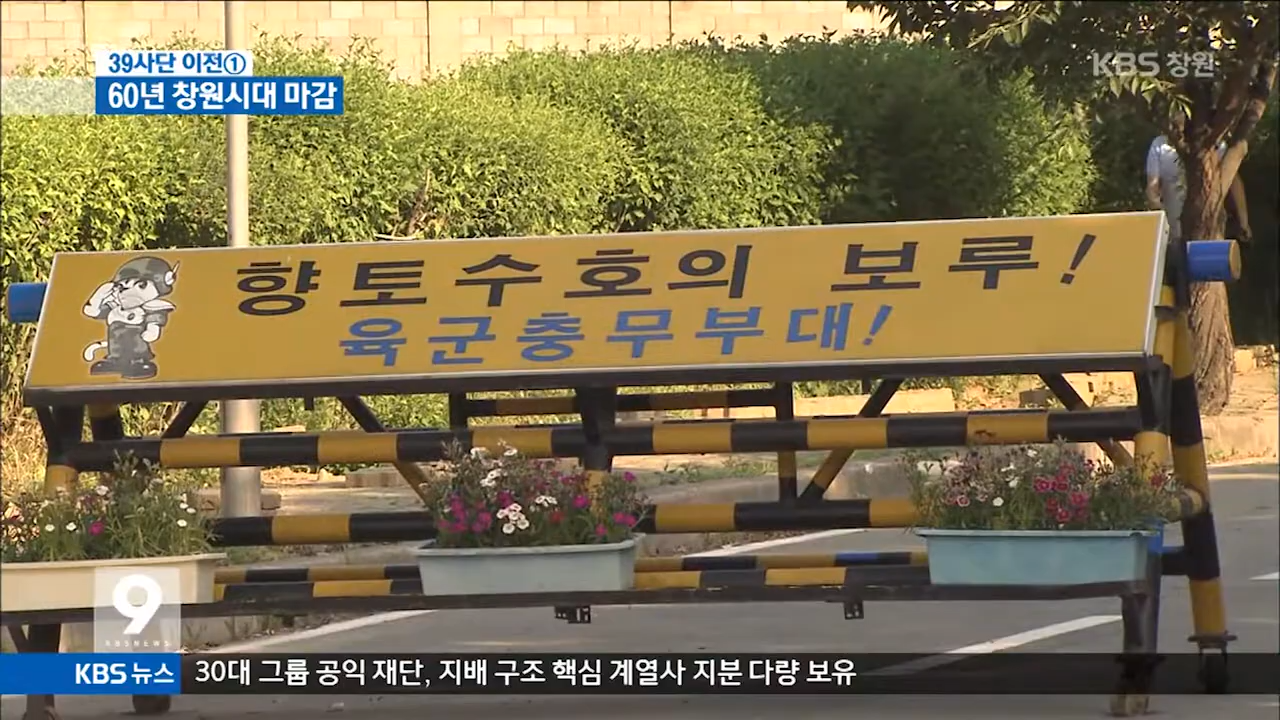 39사단 이전①
60년 창원시대 마감
KBS 창원
향토수호의 보루!
육군충무부대!
9
KBS NEWS
KBS 뉴스
30대 그룹 공익 재단, 지배 구조 핵심 계열사 지분 다량 보유